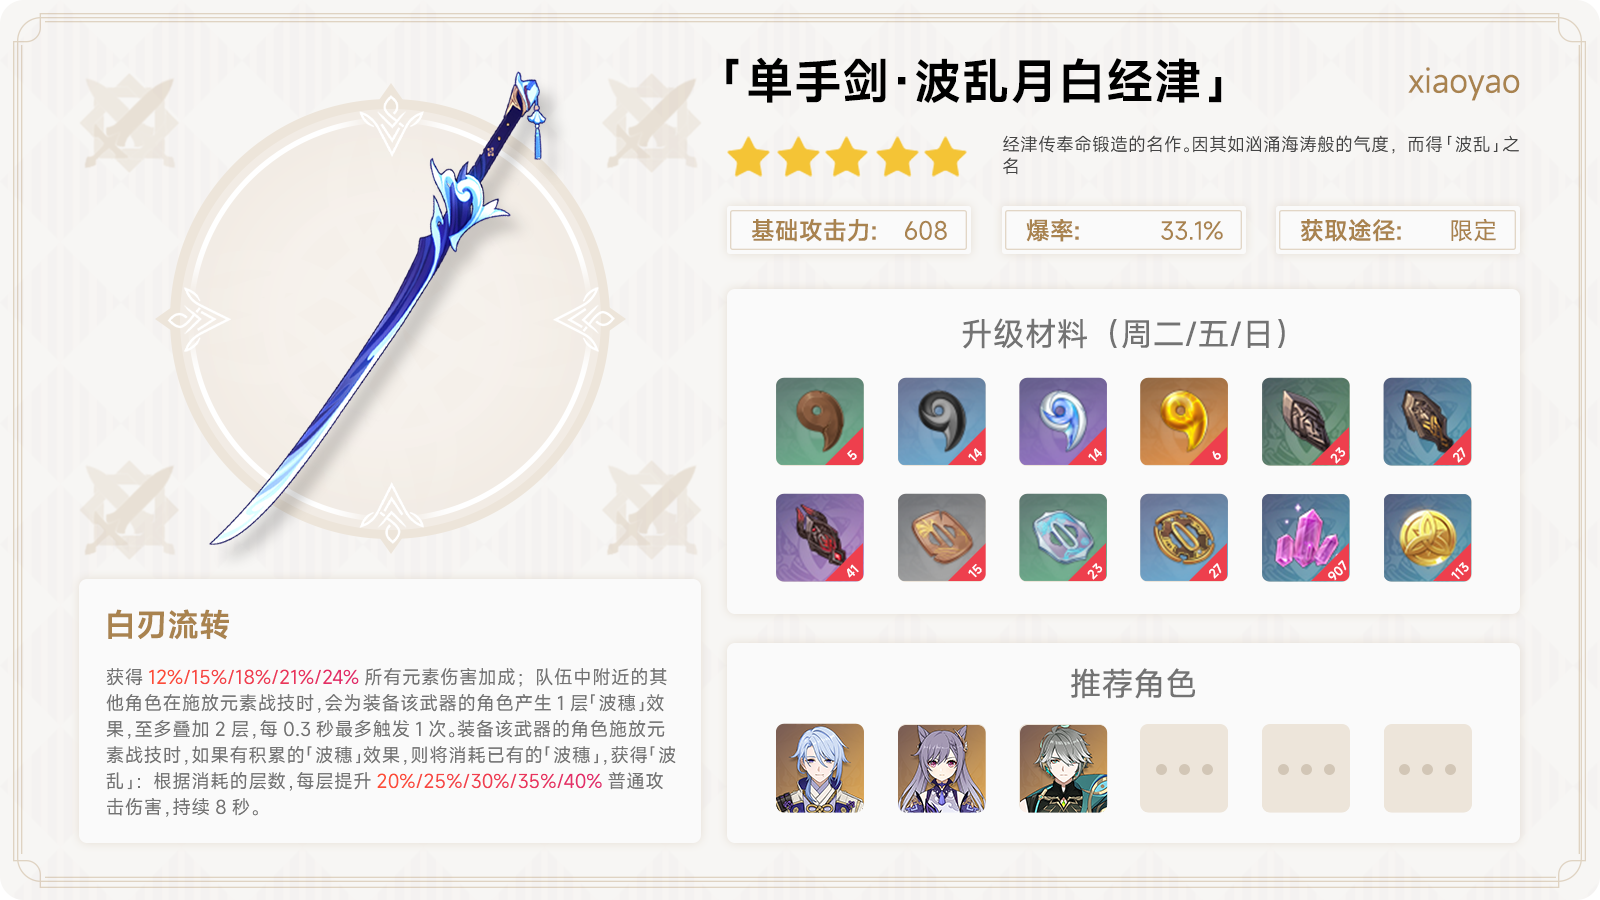 「单手剑·波乱月白经津」
xiaoyao
经津传奉命锻造的名作。因其如汹涌海涛般的气度，而得「波乱」之
名
基础攻击力: 608
爆率: 33.1%
获取途径: 限定
升级材料（周二/五/日）
5 14 14 6 23 27
41 15 23 27 907 113
白刃流转
获得 12%/15%/18%/21%/24% 所有元素伤害加成；队伍中附近的其
他角色在施放元素战技时,会为装备该武器的角色产生 1 层「波穗」效
果,至多叠加 2 层,每 0.3 秒最多触发 1 次。装备该武器的角色施放元
素战技时,如果有积累的「波穗」效果,则将消耗已有的「波穗」,获得「波
乱」：根据消耗的层数,每层提升 20%/25%/30%/35%/40% 普通攻
击伤害,持续 8 秒。
推荐角色